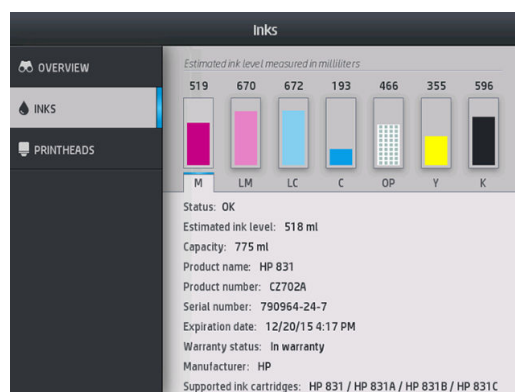 Inks
OVERVIEW
INKS
PRINTHEADS
Estimated ink level measured in milliliters
519 670 672 193 466 355 596
M LM LC C OP Y K
Status: OK
Estimated ink level: 518 ml
Capacity: 775 ml
Product name: HP 831
Product number: CZ702A
Serial number: 790964-24-7
Expiration date: 12/20/15 4:17 PM
Warranty status: In warranty
Manufacturer: HP
Supported ink cartridges: HP 831 / HP 831A / HP 831B / HP 831C